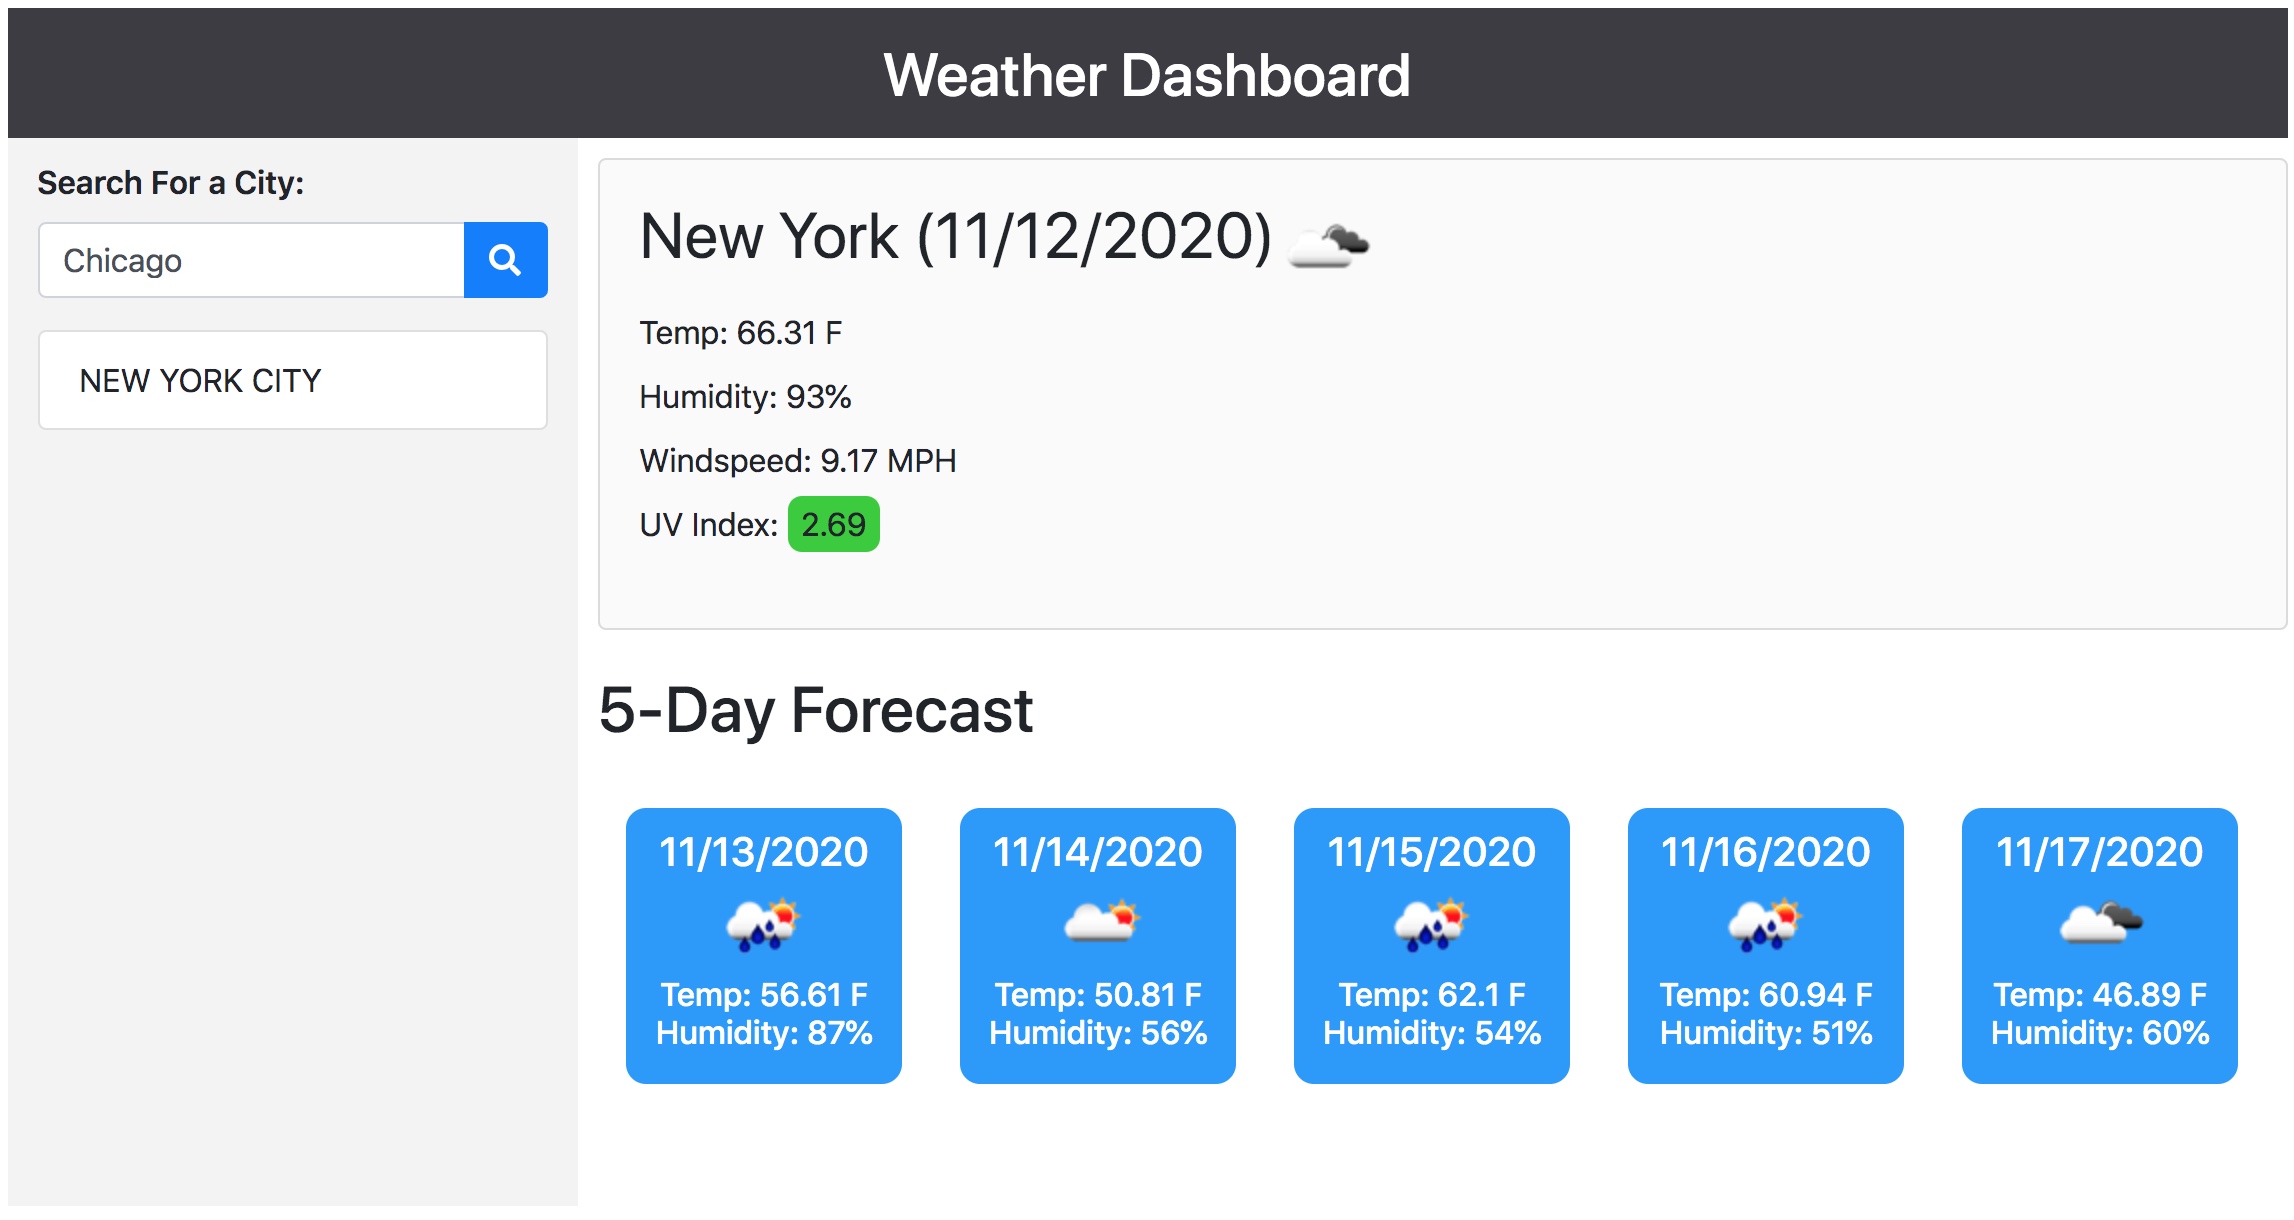 Weather Dashboard
Search For a City:
Chicago
NEW YORK CITY
New York (11/12/2020)
Temp: 66.31 F
Humidity: 93%
Windspeed: 9.17 MPH
UV Index: 2.69
5-Day Forecast
11/13/2020
Temp: 56.61 F
Humidity: 87%
11/14/2020
Temp: 50.81 F
Humidity: 56%
11/15/2020
Temp: 62.1 F
Humidity: 54%
11/16/2020
Temp: 60.94 F
Humidity: 51%
11/17/2020
Temp: 46.89 F
Humidity: 60%